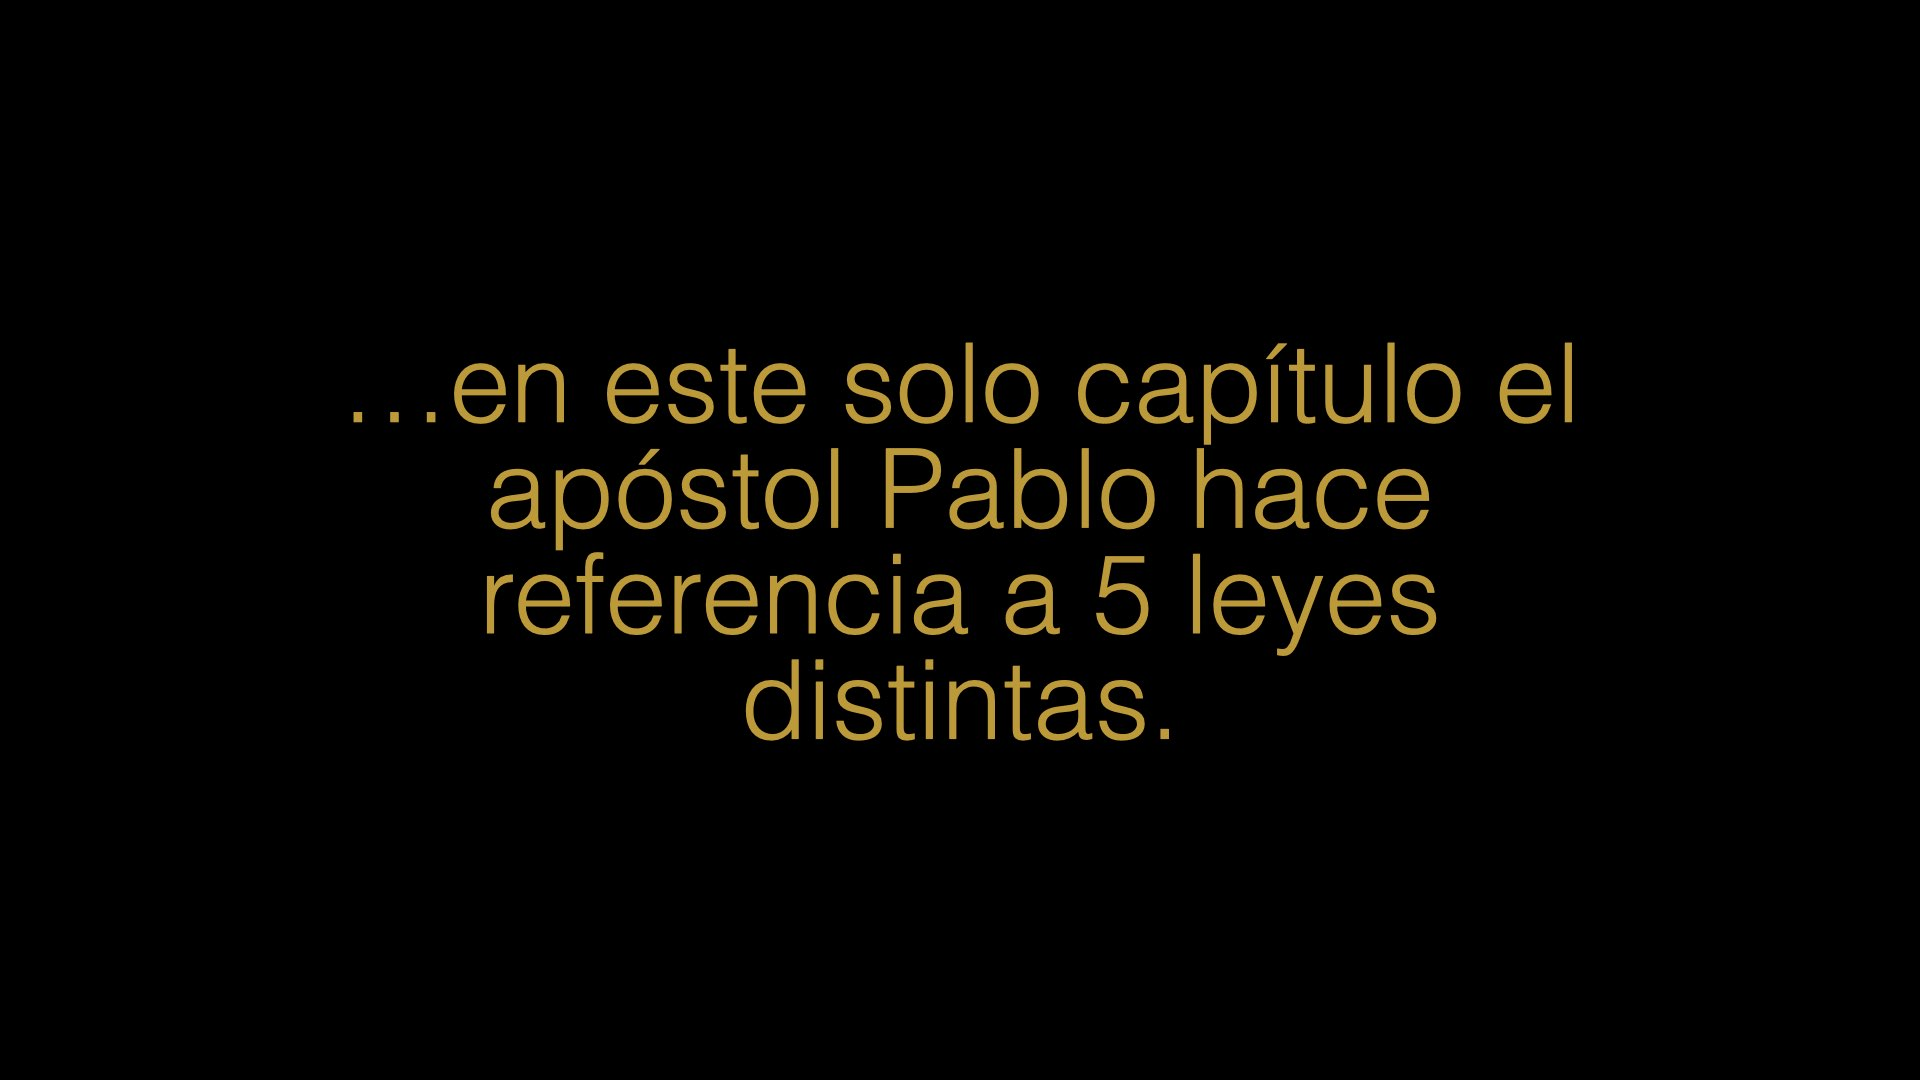 …en este solo capítulo el
apóstol Pablo hace
referencia a 5 leyes
distintas.